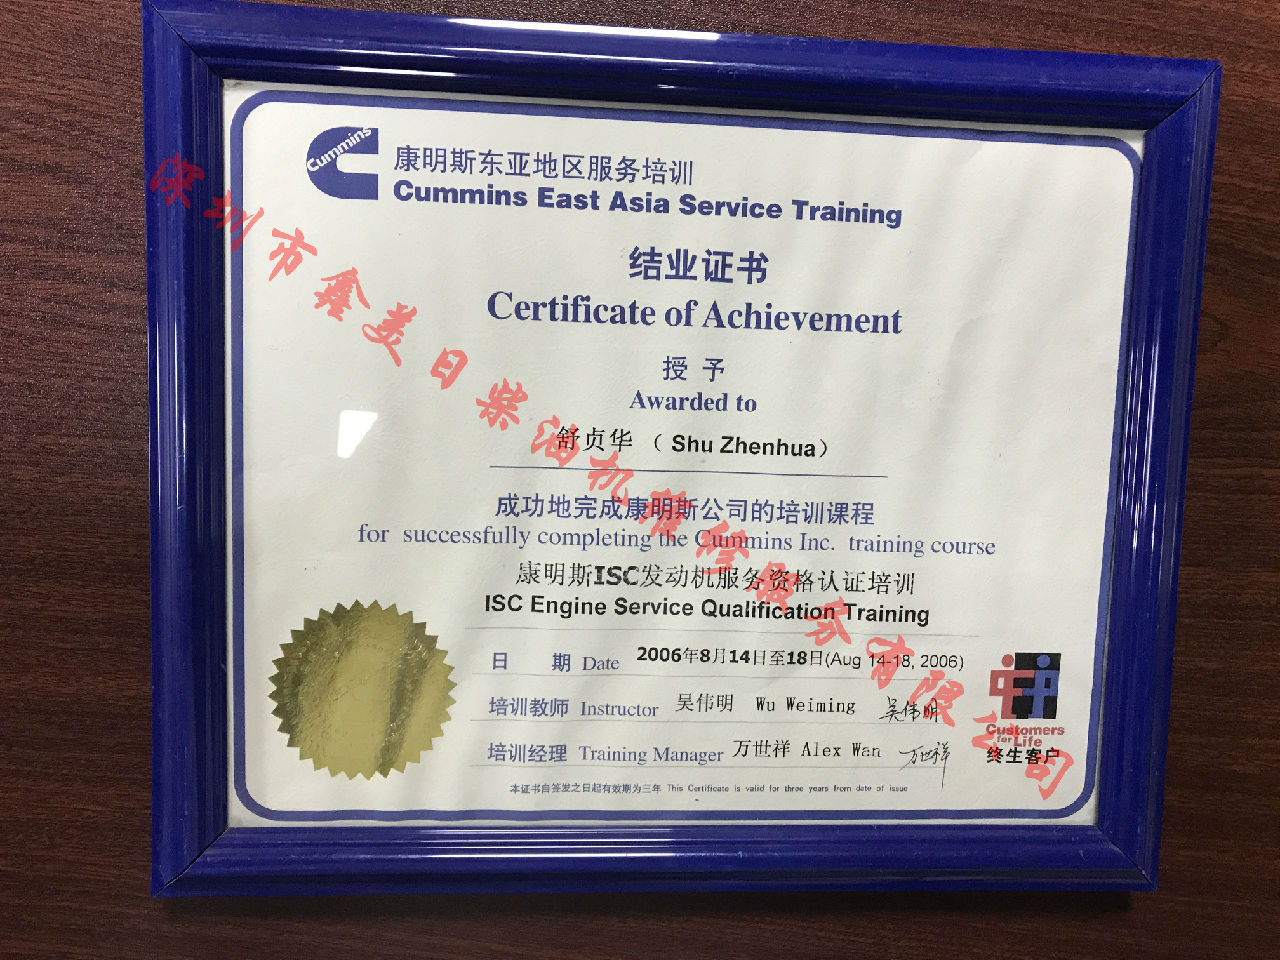 Cummins
康明斯东亚地区服务培训
Cummins East Asia Service Training
结业证书
Certificate of Achievement
授 予
Awarded to
舒贞华 （ Shu Zhenhua）
成功地完成康明斯公司的培训课程
for successfully completing the Cummins Inc. training course
康明斯ISC发动机服务资格认证培训
ISC Engine Service Qualification Training
日 期 Date 2006年8月14日至18日(Aug 14-18, 2006)
培训教师 Instructor 吴伟明 Wu Weiming 吴伟明
培训经理 Training Manager 万世祥 Alex Wan 万世祥
本证书自签发之日起有效期为三年 This Certificate is valid for three years from date of issue
Customers
for Life
终生客户
深圳市鑫美日柴油机维修服务有限公司